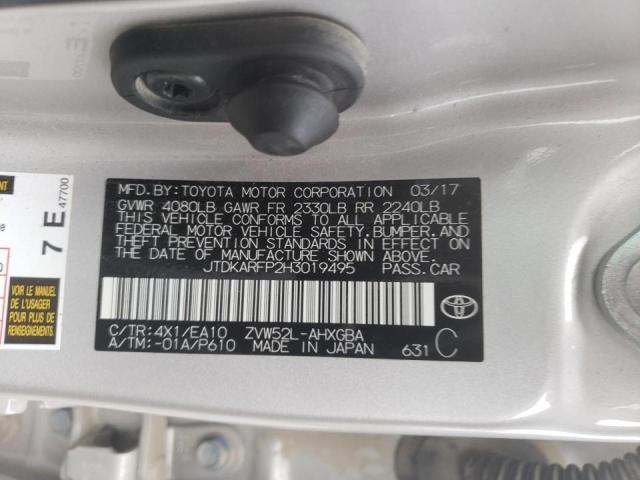 MFD.BY:TOYOTA MOTOR CORPORATION 03/17
GVWR 4080LB GAWR FR 2330LB RR 2240LB
THIS VEHICLE CONFORMS TO ALL APPLICABLE
FEDERAL MOTOR VEHICLE SAFETY,BUMPER,AND
THEFT PREVENTION STANDARDS IN EFFECT ON
THE DATE OF MANUFACTURE SHOWN ABOVE.
JTDKARFP2H3019495 PASS.CAR
C/TR:4X1/EA10 ZVW52L-AHXGBA
A/TM:-01A/P610 MADE IN JAPAN 631 C
TOYOTA
7 E 47700
VOIR LE
MANUEL
DE
L'USAGER
POUR